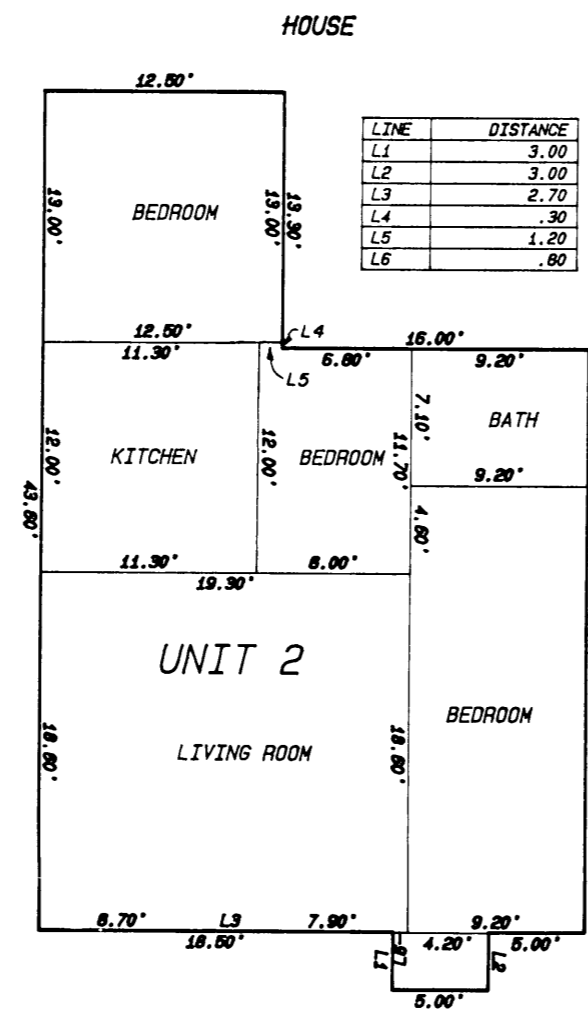 HOUSE
12.50'
LINE DISTANCE
L1 3.00
L2 3.00
L3 2.70
L4 .30
L5 1.20
L6 .80
13.00'
BEDROOM
13.00'
13.30'
12.50'
L4
16.00'
11.30'
L5
6.80'
9.20'
7.10'
BATH
12.00'
KITCHEN
12.00'
BEDROOM
11.70'
9.20'
43.60'
4.60'
11.30'
8.00'
19.30'
UNIT 2
BEDROOM
18.60'
LIVING ROOM
18.60'
L3
7.90'
9.20'
18.50'
L1
L6
4.20'
L2
5.00'
5.00'